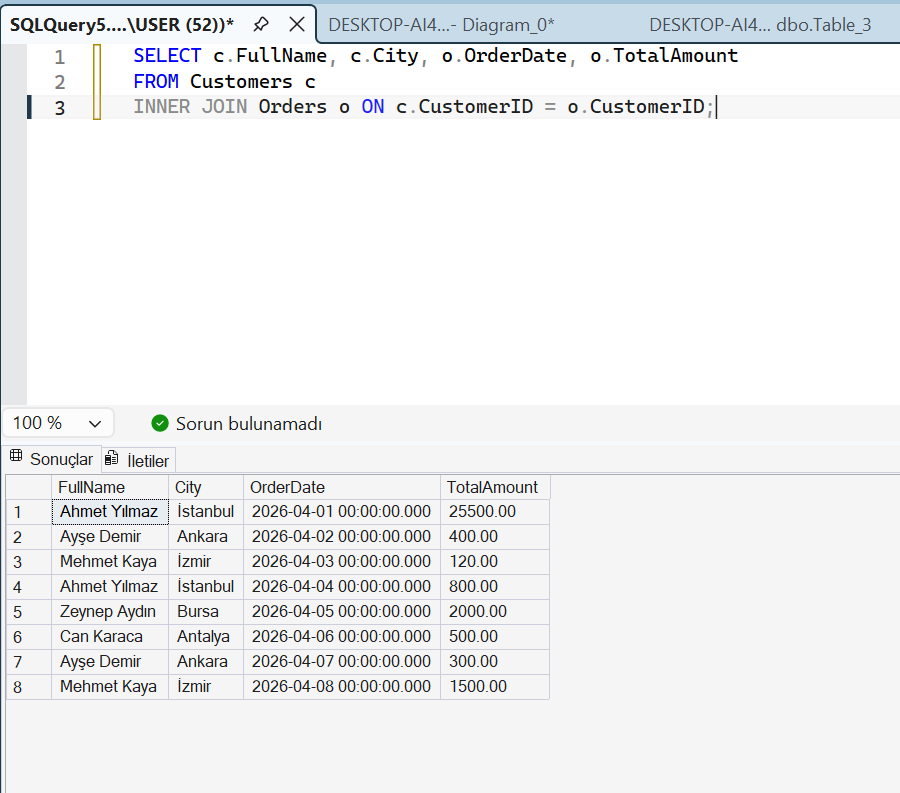 SQLQuery5....\USER (52))* DESKTOP-AI4...- Diagram_0* DESKTOP-AI4... dbo.Table_3
1 SELECT c.FullName, c.City, o.OrderDate, o.TotalAmount
2 FROM Customers c
3 INNER JOIN Orders o ON c.CustomerID = o.CustomerID;
100 % Sorun bulunamadı
Sonuçlar İletiler
FullName City OrderDate TotalAmount
1 Ahmet Yılmaz İstanbul 2026-04-01 00:00:00.000 25500.00
2 Ayşe Demir Ankara 2026-04-02 00:00:00.000 400.00
3 Mehmet Kaya İzmir 2026-04-03 00:00:00.000 120.00
4 Ahmet Yılmaz İstanbul 2026-04-04 00:00:00.000 800.00
5 Zeynep Aydın Bursa 2026-04-05 00:00:00.000 2000.00
6 Can Karaca Antalya 2026-04-06 00:00:00.000 500.00
7 Ayşe Demir Ankara 2026-04-07 00:00:00.000 300.00
8 Mehmet Kaya İzmir 2026-04-08 00:00:00.000 1500.00